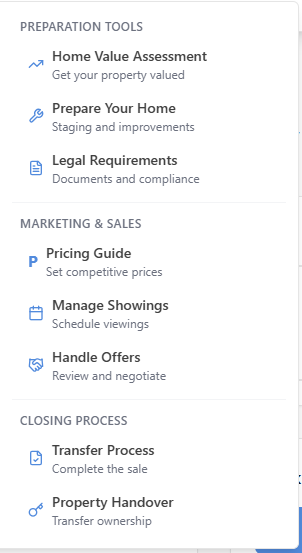 PREPARATION TOOLS
Home Value Assessment
Get your property valued
Prepare Your Home
Staging and improvements
Legal Requirements
Documents and compliance
MARKETING & SALES
P Pricing Guide
Set competitive prices
Manage Showings
Schedule viewings
Handle Offers
Review and negotiate
CLOSING PROCESS
Transfer Process
Complete the sale
Property Handover
Transfer ownership